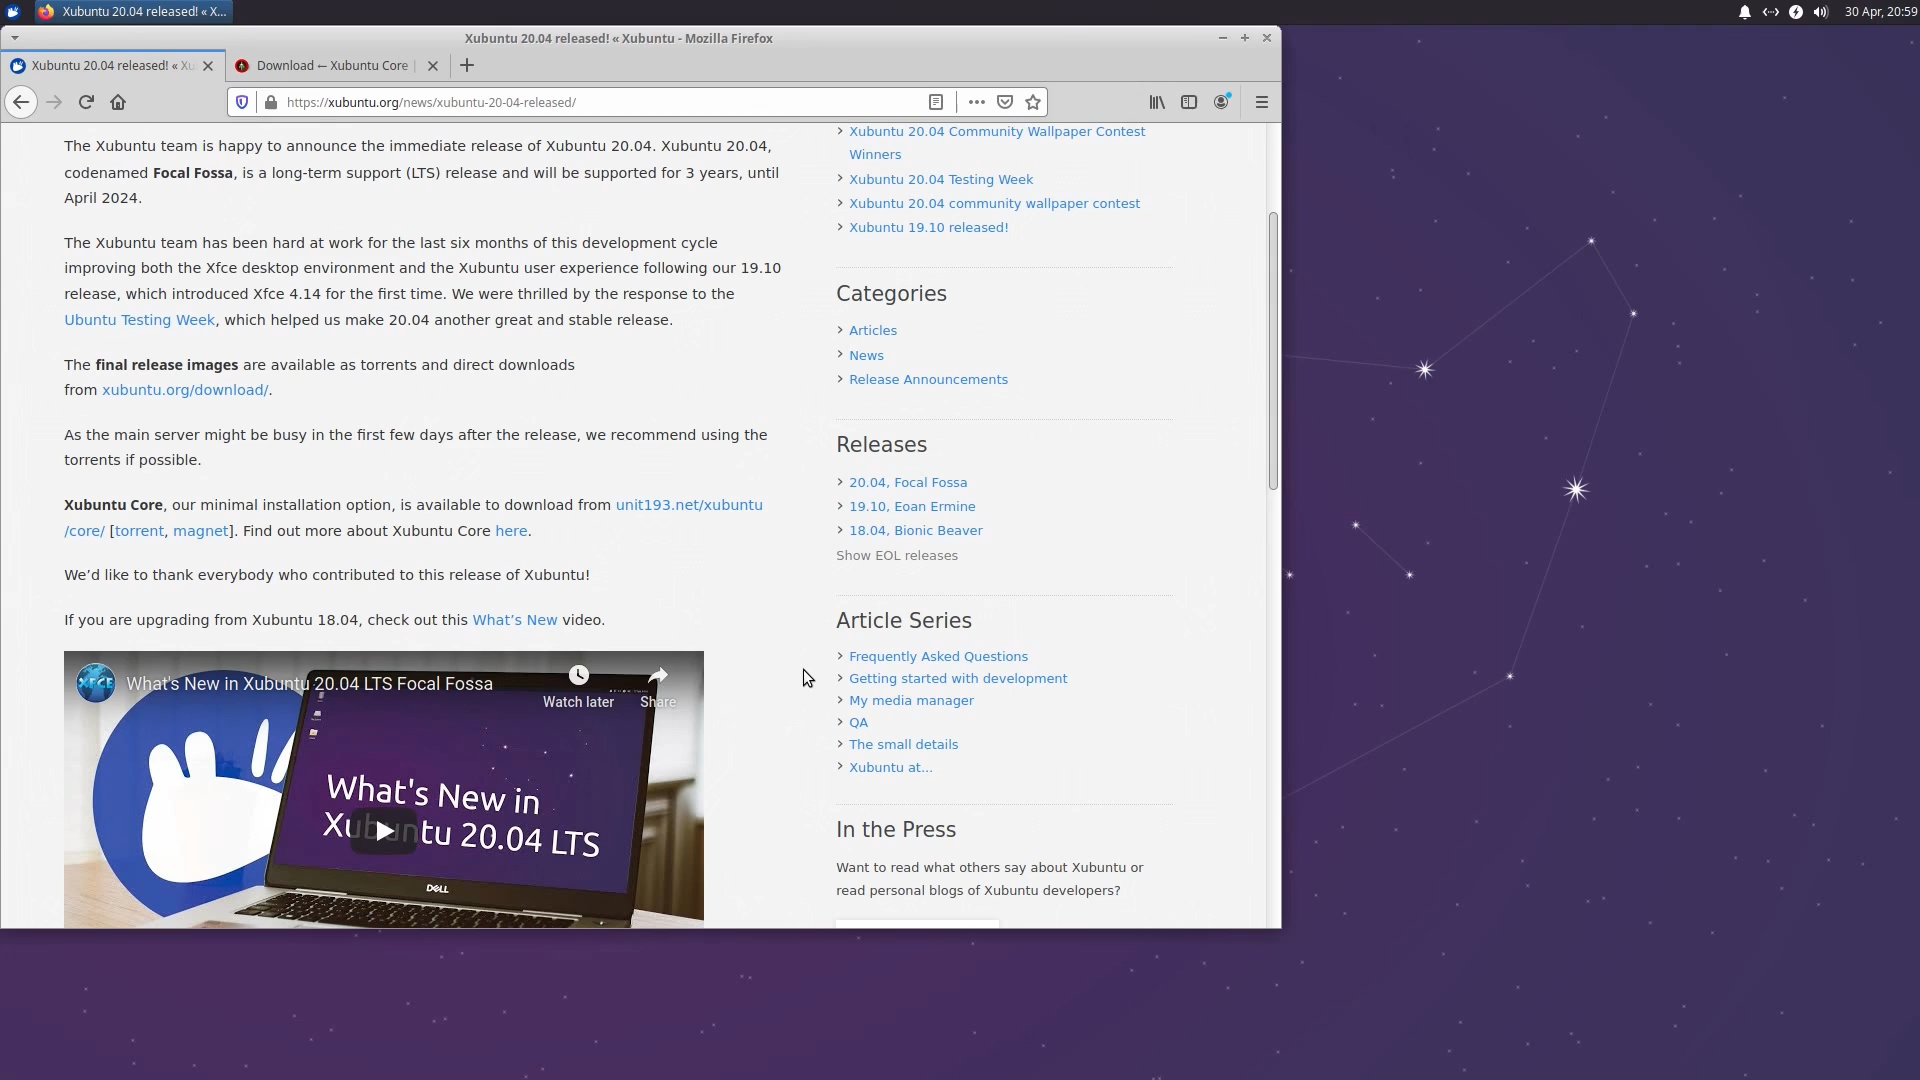 Xubuntu 20.04 released! « X...
30 Apr, 20:59
Xubuntu 20.04 released! « Xubuntu - Mozilla Firefox
Xubuntu 20.04 released! « Xu
Download ← Xubuntu Core |
https://xubuntu.org/news/xubuntu-20-04-released/
The Xubuntu team is happy to announce the immediate release of Xubuntu 20.04. Xubuntu 20.04,
codenamed Focal Fossa, is a long-term support (LTS) release and will be supported for 3 years, until
April 2024.
The Xubuntu team has been hard at work for the last six months of this development cycle
improving both the Xfce desktop environment and the Xubuntu user experience following our 19.10
release, which introduced Xfce 4.14 for the first time. We were thrilled by the response to the
Ubuntu Testing Week, which helped us make 20.04 another great and stable release.
The final release images are available as torrents and direct downloads
from xubuntu.org/download/.
As the main server might be busy in the first few days after the release, we recommend using the
torrents if possible.
Xubuntu Core, our minimal installation option, is available to download from unit193.net/xubuntu
/core/ [torrent, magnet]. Find out more about Xubuntu Core here.
We’d like to thank everybody who contributed to this release of Xubuntu!
If you are upgrading from Xubuntu 18.04, check out this What’s New video.
XFCE
What's New in Xubuntu 20.04 LTS Focal Fossa
Watch later
Share
What's New in
Xubuntu 20.04 LTS
DELL
Xubuntu 20.04 Community Wallpaper Contest
Winners
Xubuntu 20.04 Testing Week
Xubuntu 20.04 community wallpaper contest
Xubuntu 19.10 released!
Categories
Articles
News
Release Announcements
Releases
20.04, Focal Fossa
19.10, Eoan Ermine
18.04, Bionic Beaver
Show EOL releases
Article Series
Frequently Asked Questions
Getting started with development
My media manager
QA
The small details
Xubuntu at...
In the Press
Want to read what others say about Xubuntu or
read personal blogs of Xubuntu developers?